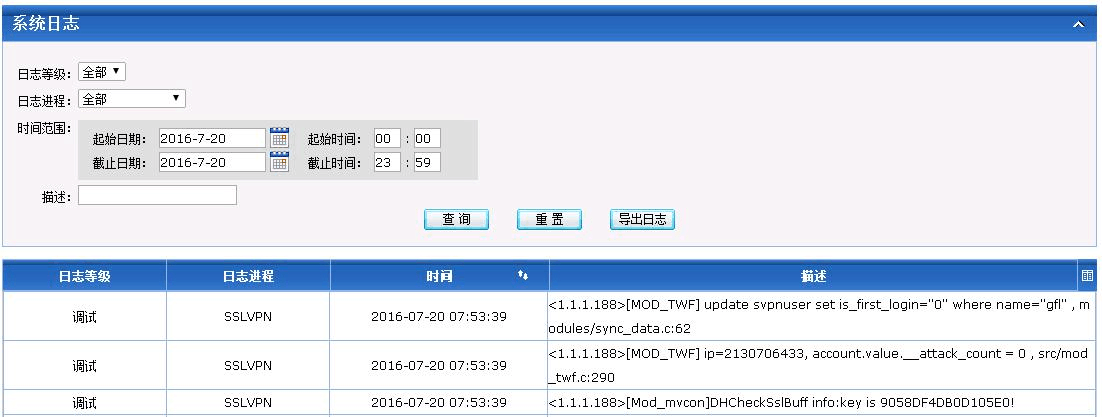 系统日志
日志等级： 全部
日志进程： 全部
时间范围： 起始日期： 2016-7-20 起始时间： 00 : 00
截止日期： 2016-7-20 截止时间： 23 : 59
描述：
查 询 重 置 导出日志
日志等级 日志进程 时间 描述
调试 SSLVPN 2016-07-20 07:53:39 <1.1.1.188>[MOD_TWF] update svpnuser set is_first_login="0" where name="gfl" , m
odules/sync_data.c:62
调试 SSLVPN 2016-07-20 07:53:39 <1.1.1.188>[MOD_TWF] ip=2130706433, account.value.__attack_count = 0 , src/mod
_twf.c:290
调试 SSLVPN 2016-07-20 07:53:39 <1.1.1.188>[Mod_mvcon]DHCheckSslBuff info:key is 9058DF4DB0D105E0!